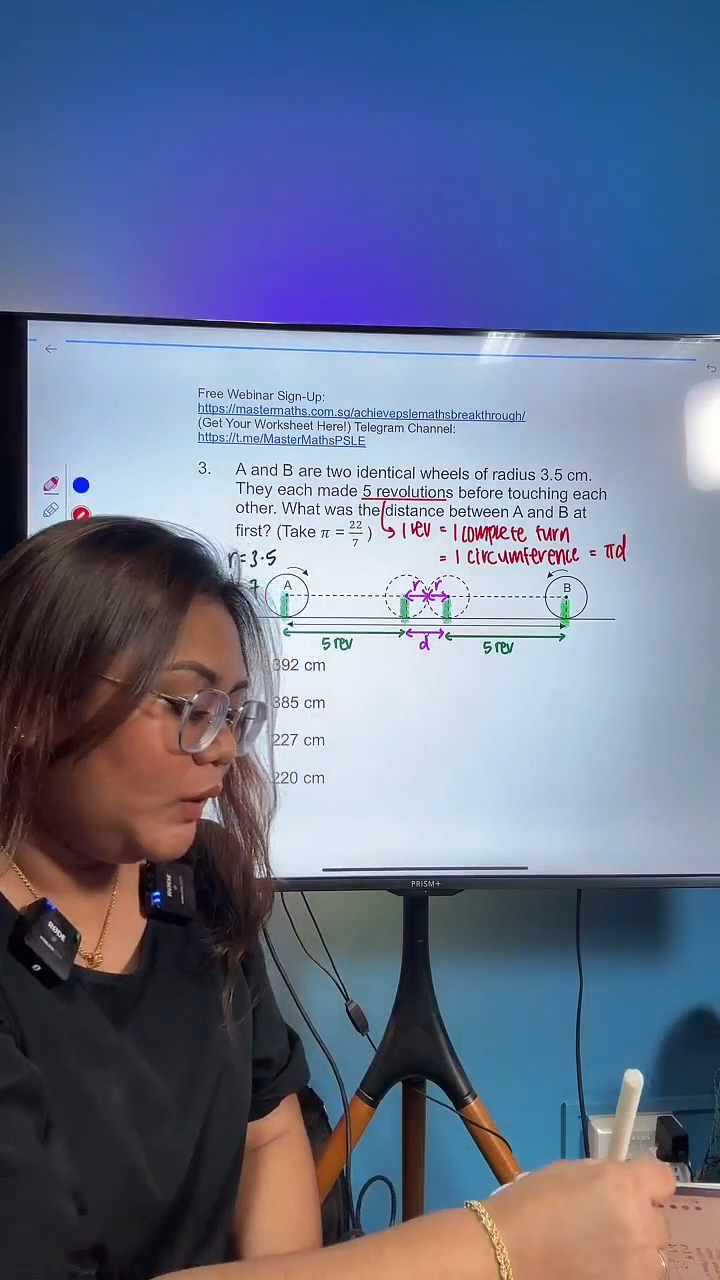 Free Webinar Sign-Up:
https://mastermaths.com.sg/achievepslemathsbreakthrough/
(Get Your Worksheet Here!) Telegram Channel:
https://t.me/MasterMathsPSLE
3. A and B are two identical wheels of radius 3.5 cm.
They each made 5 revolutions before touching each
other. What was the distance between A and B at
first? (Take π = 22/7)
↳ 1 rev = 1 complete turn
= 1 circumference = πd
r=3.5
7
A
r
r
B
5 rev
d
5 rev
392 cm
385 cm
227 cm
220 cm
PRISM+
RØDE
RØDE